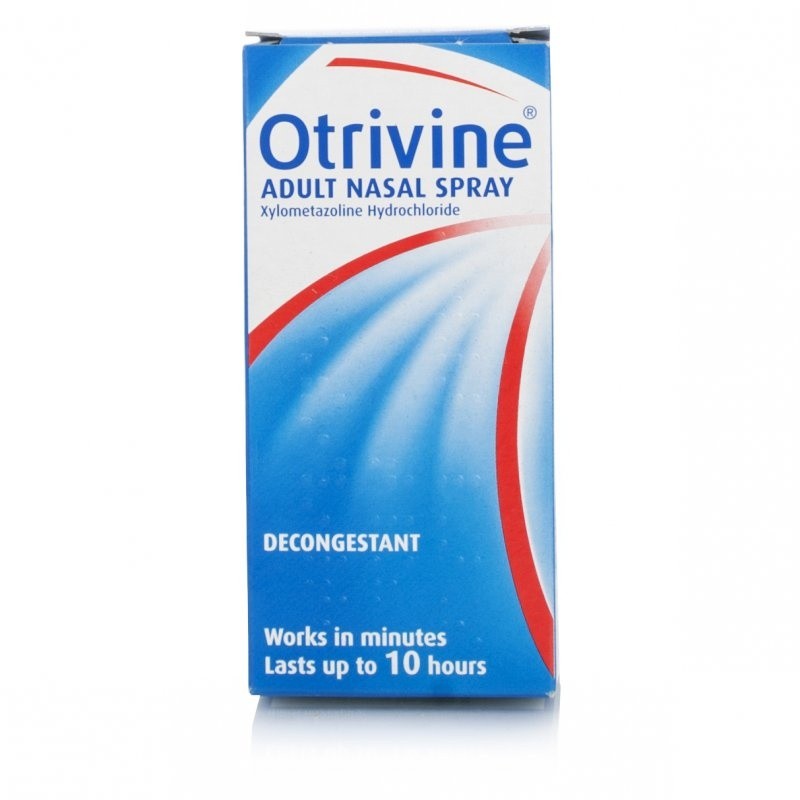 Otrivine®
ADULT NASAL SPRAY
Xylometazoline Hydrochloride
DECONGESTANT
Works in minutes
Lasts up to 10 hours